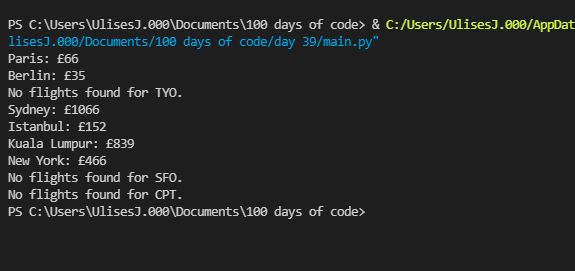 PS C:\Users\UlisesJ.000\Documents\100 days of code> & C:/Users/UlisesJ.000/AppDat
lisesJ.000/Documents/100 days of code/day 39/main.py"
Paris: £66
Berlin: £35
No flights found for TYO.
Sydney: £1066
Istanbul: £152
Kuala Lumpur: £839
New York: £466
No flights found for SFO.
No flights found for CPT.
PS C:\Users\UlisesJ.000\Documents\100 days of code>